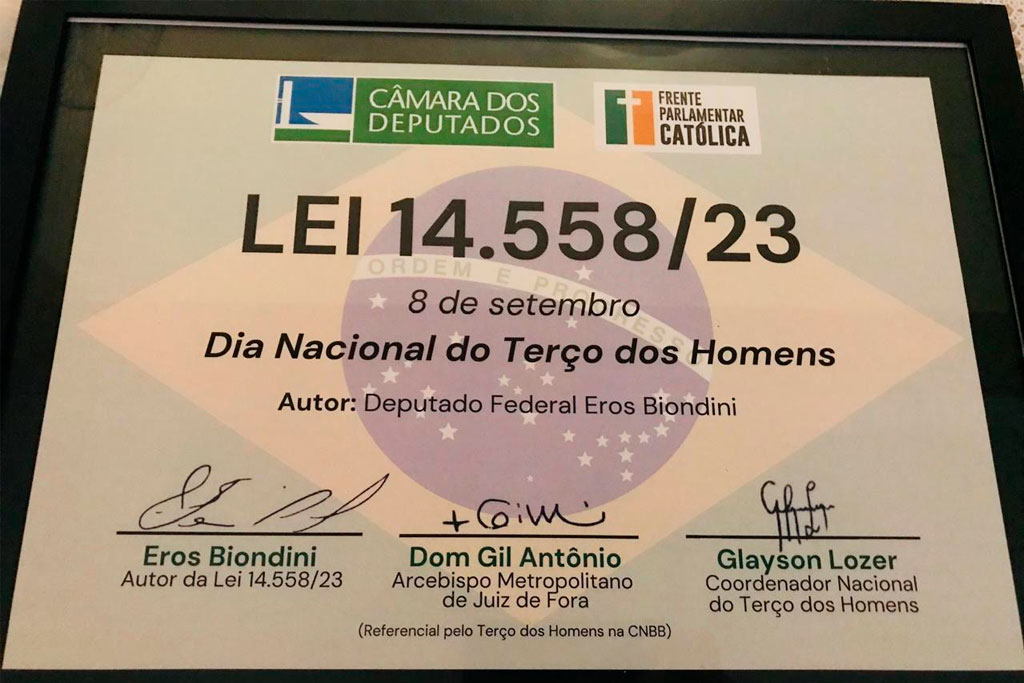 CÂMARA DOS
DEPUTADOS
FRENTE
PARLAMENTAR
CATÓLICA
LEI 14.558/23
ORDEM E PROGRESSO
8 de setembro
Dia Nacional do Terço dos Homens
Autor: Deputado Federal Eros Biondini
Eros Biondini
Autor da Lei 14.558/23
Dom Gil Antônio
Arcebispo Metropolitano
de Juiz de Fora
(Referencial pelo Terço dos Homens na CNBB)
Glayson Lozer
Coordenador Nacional
do Terço dos Homens